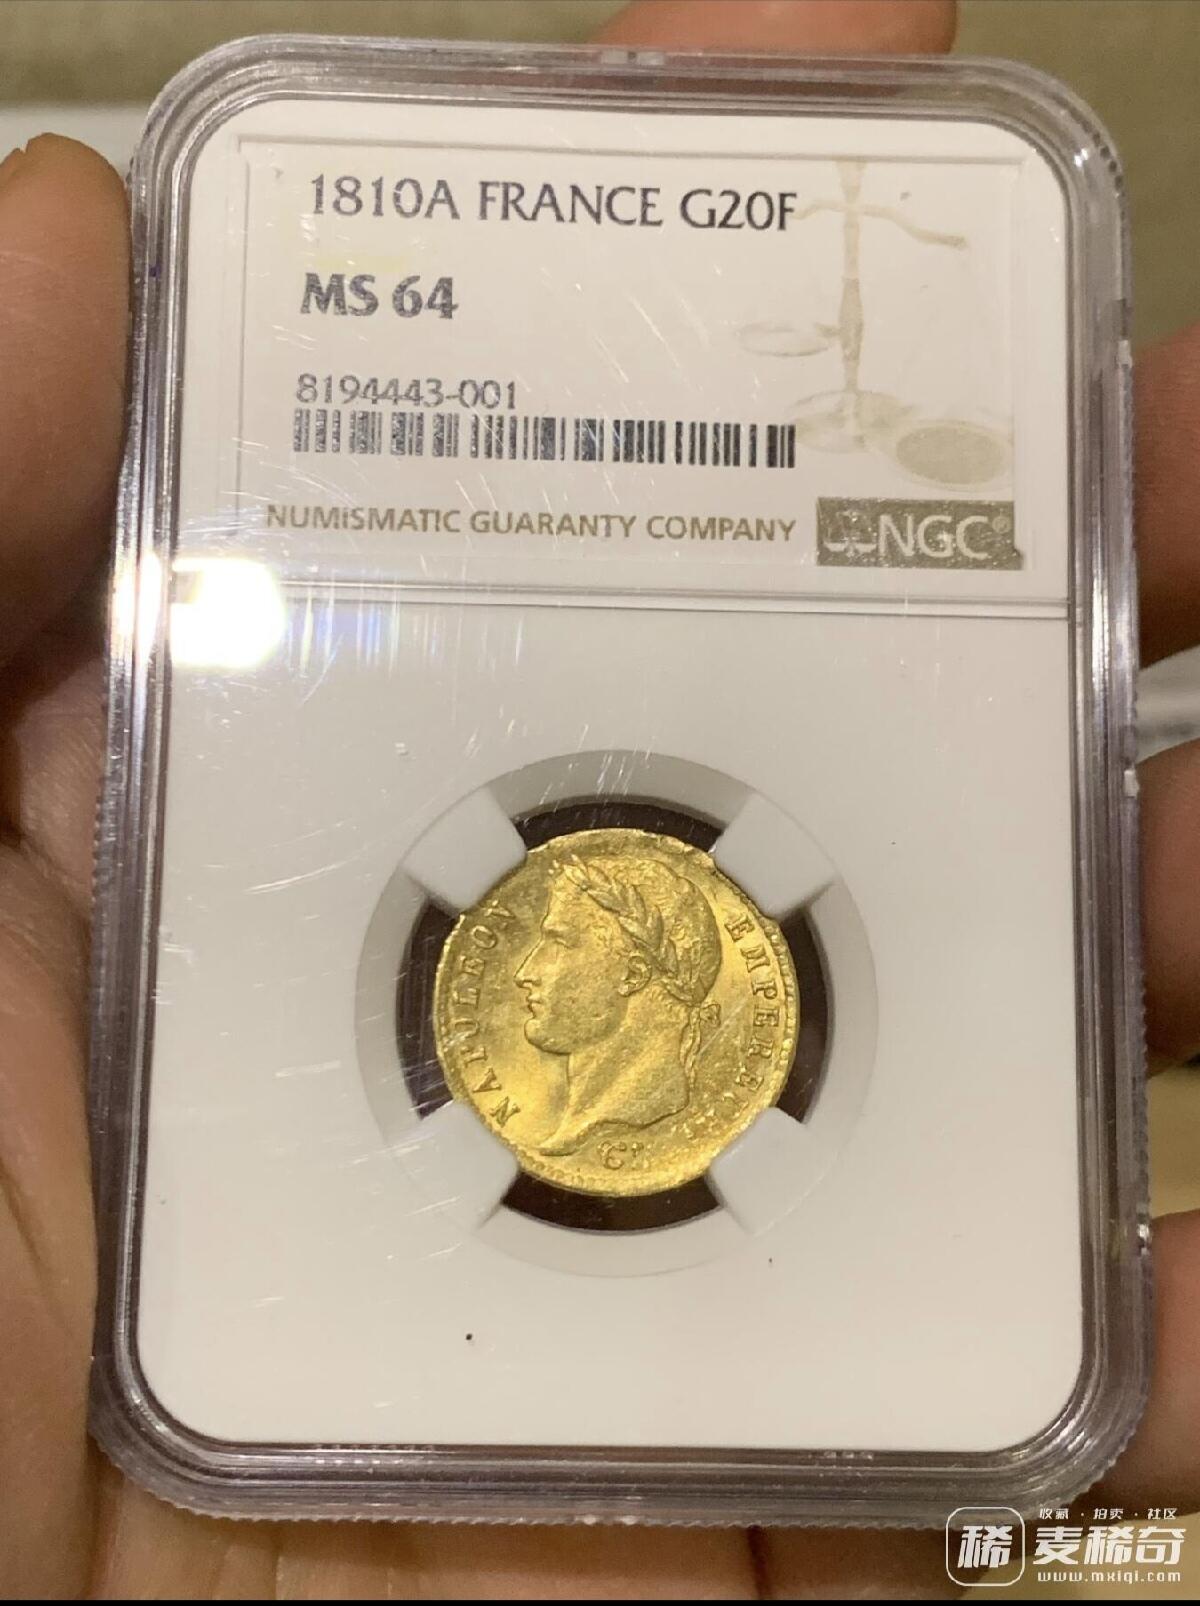 1810A FRANCE G20F
MS 64
8194443-001
NUMISMATIC GUARANTY COMPANY
NGC®
NAPOLEON
EMPEREUR
收藏 · 拍卖 · 社区
稀 麦稀奇
www.mxiqi.com